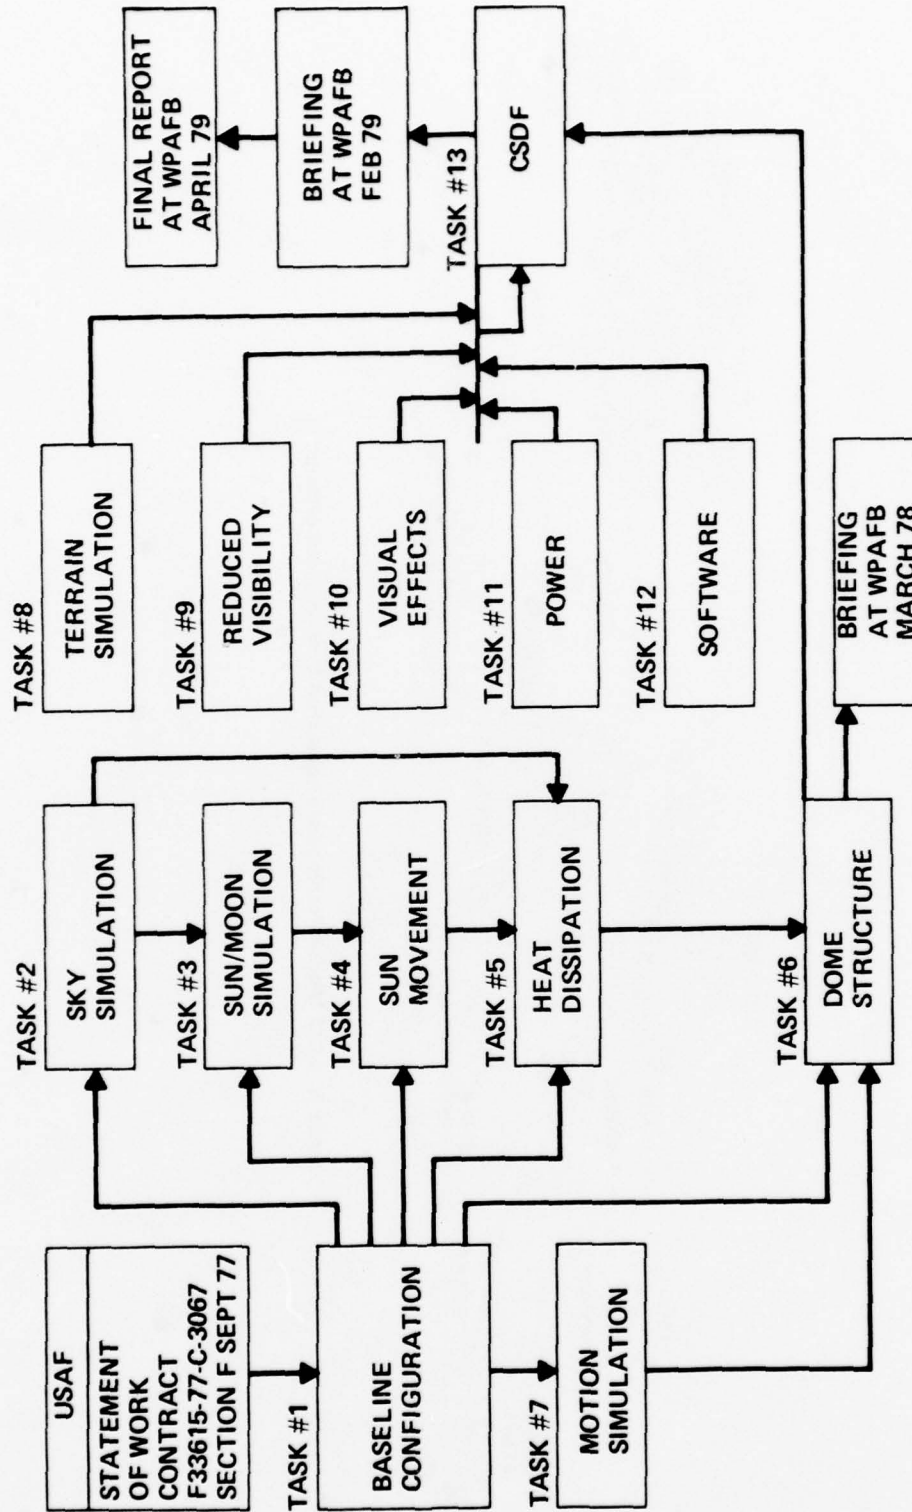 USAF
STATEMENT
OF WORK
CONTRACT
F33615-77-C-3067
SECTION F SEPT 77
TASK #1
BASELINE
CONFIGURATION
TASK #7
MOTION
SIMULATION
TASK #2
SKY
SIMULATION
TASK #3
SUN/MOON
SIMULATION
TASK #4
SUN
MOVEMENT
TASK #5
HEAT
DISSIPATION
TASK #6
DOME
STRUCTURE
TASK #8
TERRAIN
SIMULATION
TASK #9
REDUCED
VISIBILITY
TASK #10
VISUAL
EFFECTS
TASK #11
POWER
TASK #12
SOFTWARE
BRIEFING
AT WPAFB
MARCH 78
FINAL REPORT
AT WPAFB
APRIL 79
BRIEFING
AT WPAFB
FEB 79
TASK #13
CSDF